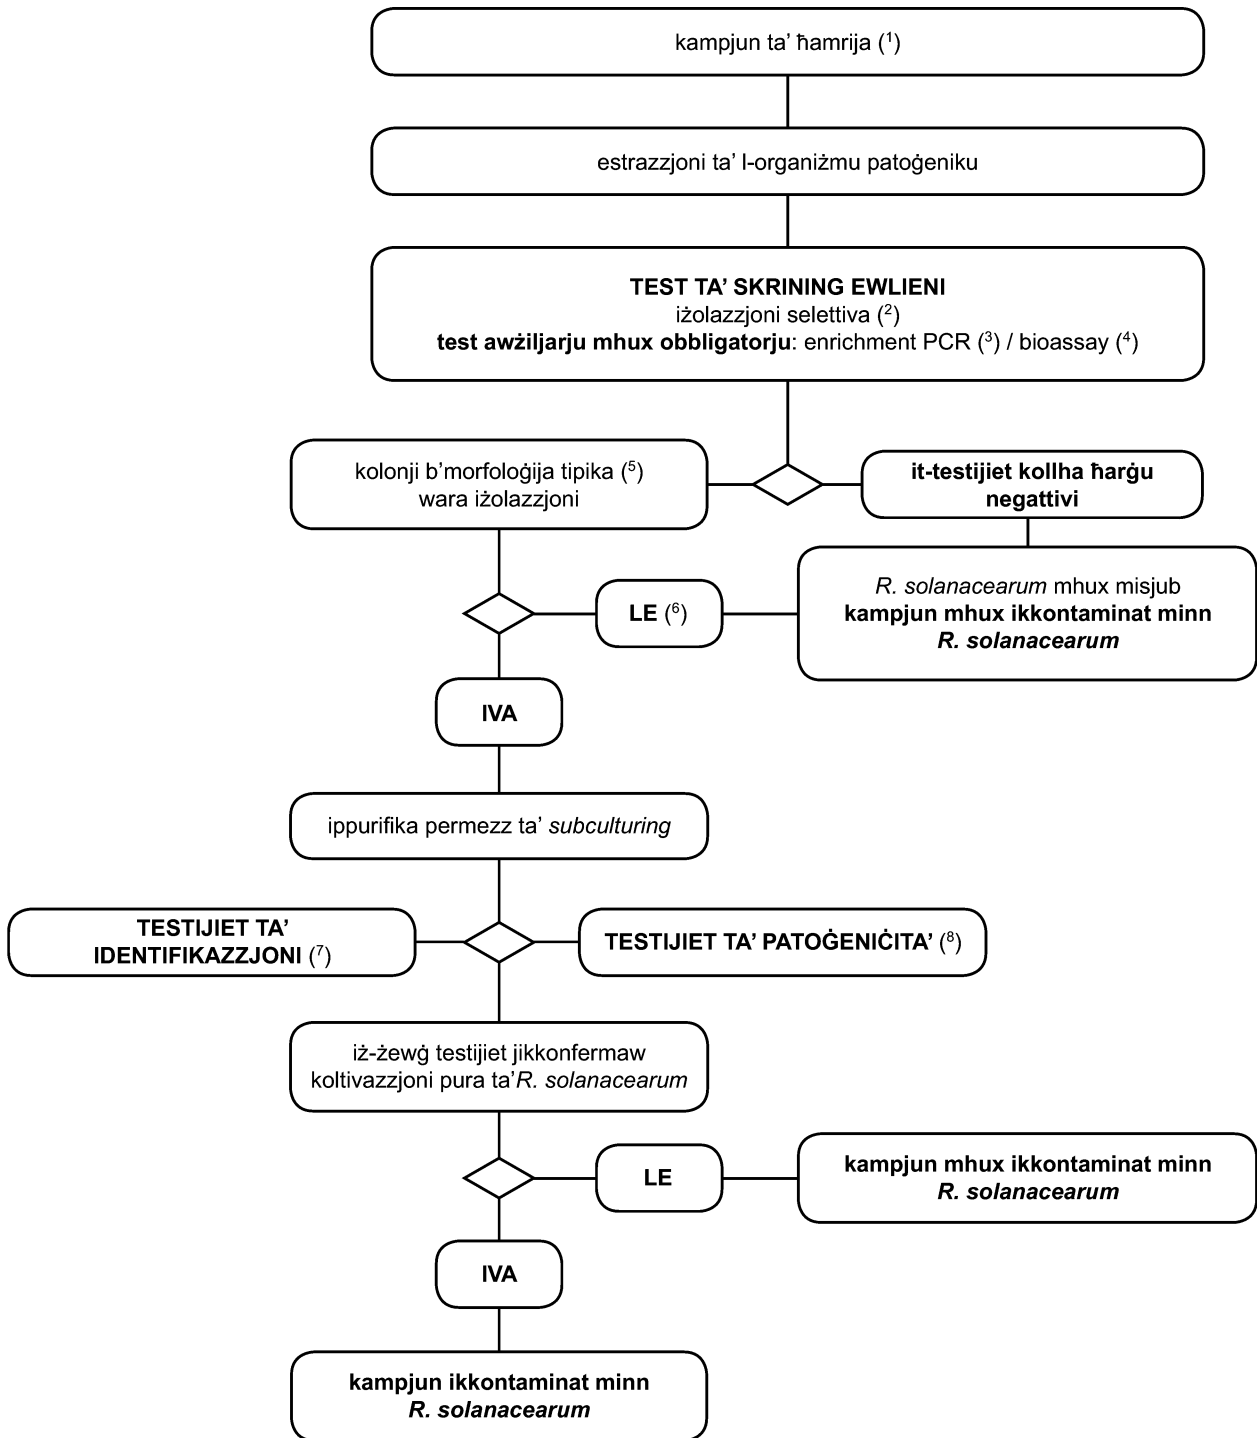 kampjun ta’ ħamrija (¹)
estrazzjoni ta’ l-organiżmu patoġeniku
TEST TA’ SKRINING EWLIENI
iżolazzjoni selettiva (²)
test awżiljarju mhux obbligatorju: enrichment PCR (³) / bioassay (⁴)
kolonji b’morfoloġija tipika (⁵)
wara iżolazzjoni
it-testijiet kollha ħarġu
negattivi
R. solanacearum mhux misjub
kampjun mhux ikkontaminat minn
R. solanacearum
LE (⁶)
IVA
ippurifika permezz ta’ subculturing
TESTIJIET TA’
IDENTIFIKAZZJONI (⁷)
TESTIJIET TA’ PATOĠENIĊITA’ (⁸)
iż-żewġ testijiet jikkonfermaw
koltivazzjoni pura ta’R. solanacearum
LE
kampjun mhux ikkontaminat minn
R. solanacearum
IVA
kampjun ikkontaminat minn
R. solanacearum